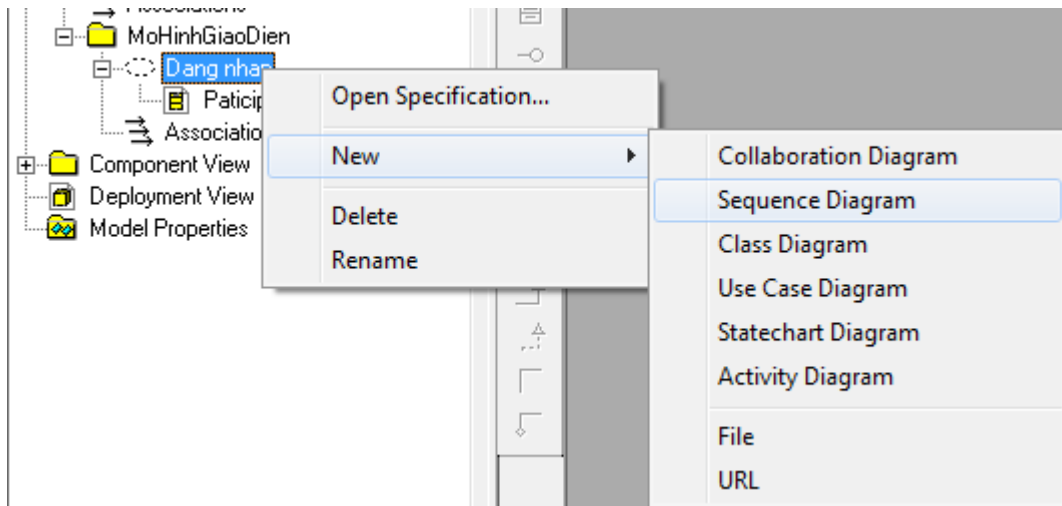 Associations
MoHinhGiaoDien
Dang nhap
Open Specification...
New
Collaboration Diagram
Component View
Sequence Diagram
Deployment View
Delete
Class Diagram
Model Properties
Rename
Use Case Diagram
Statechart Diagram
Activity Diagram
File
URL